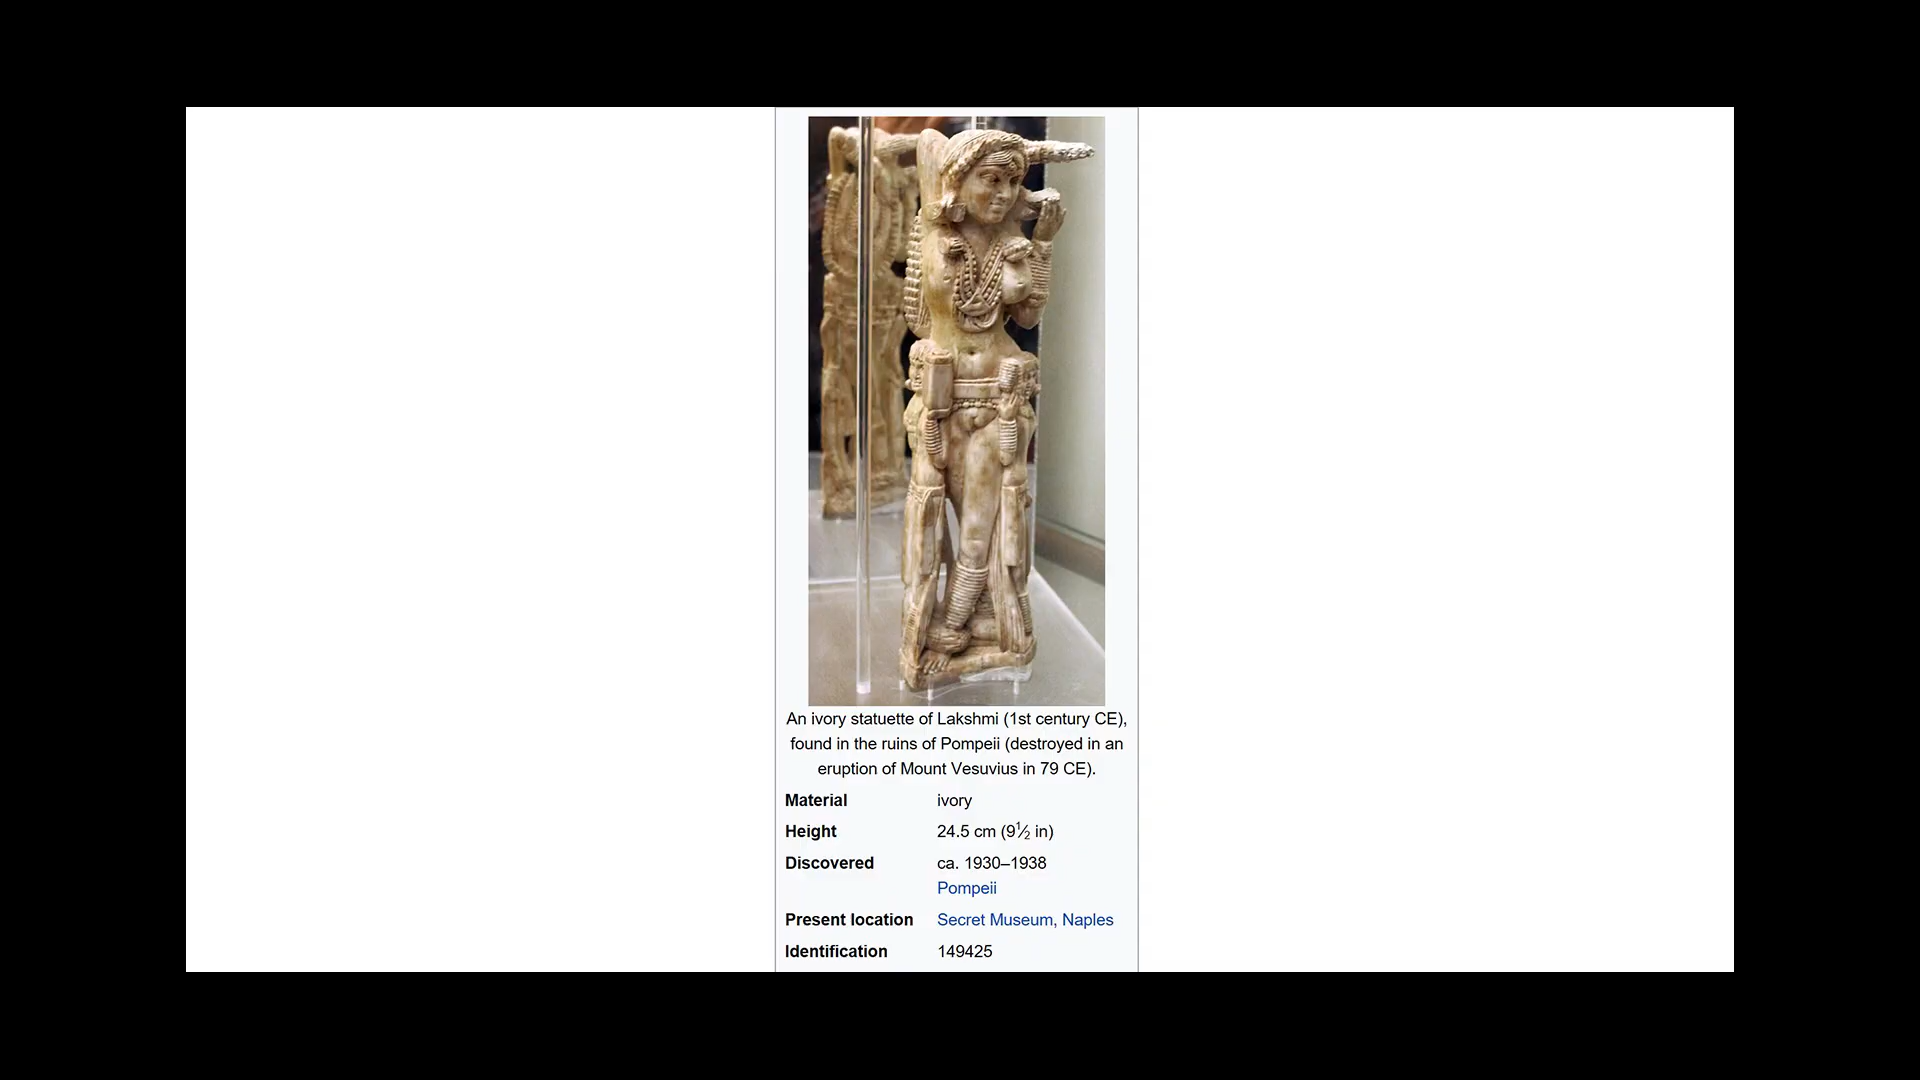 An ivory statuette of Lakshmi (1st century CE),
found in the ruins of Pompeii (destroyed in an
eruption of Mount Vesuvius in 79 CE).
Material ivory
Height 24.5 cm (9½ in)
Discovered ca. 1930–1938
Pompeii
Present location Secret Museum, Naples
Identification 149425